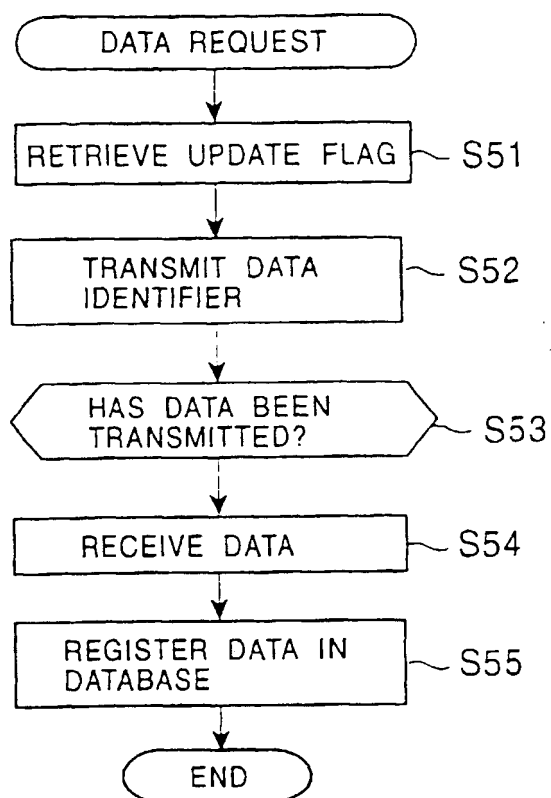 DATA REQUEST
RETRIEVE UPDATE FLAG
S51
TRANSMIT DATA
IDENTIFIER
S52
HAS DATA BEEN
TRANSMITTED?
S53
RECEIVE DATA
S54
REGISTER DATA IN
DATABASE
S55
END